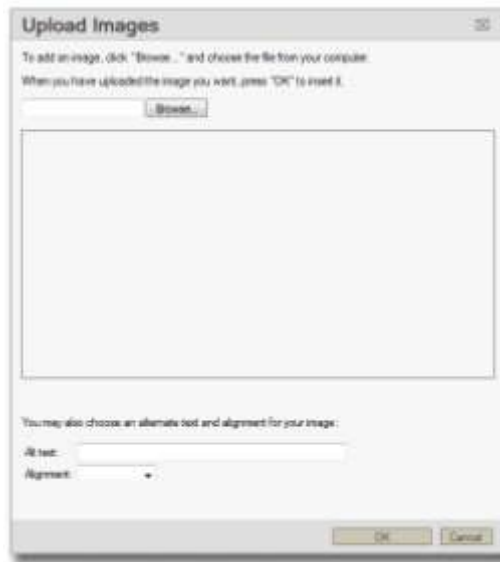 Upload Images
To add an image, click "Browse..." and choose the file from your computer.
When you have uploaded the image you want, press "OK" to insert it.
Browse...
You may also choose an alternate text and alignment for your image:
Alt text:
Alignment:
OK Cancel